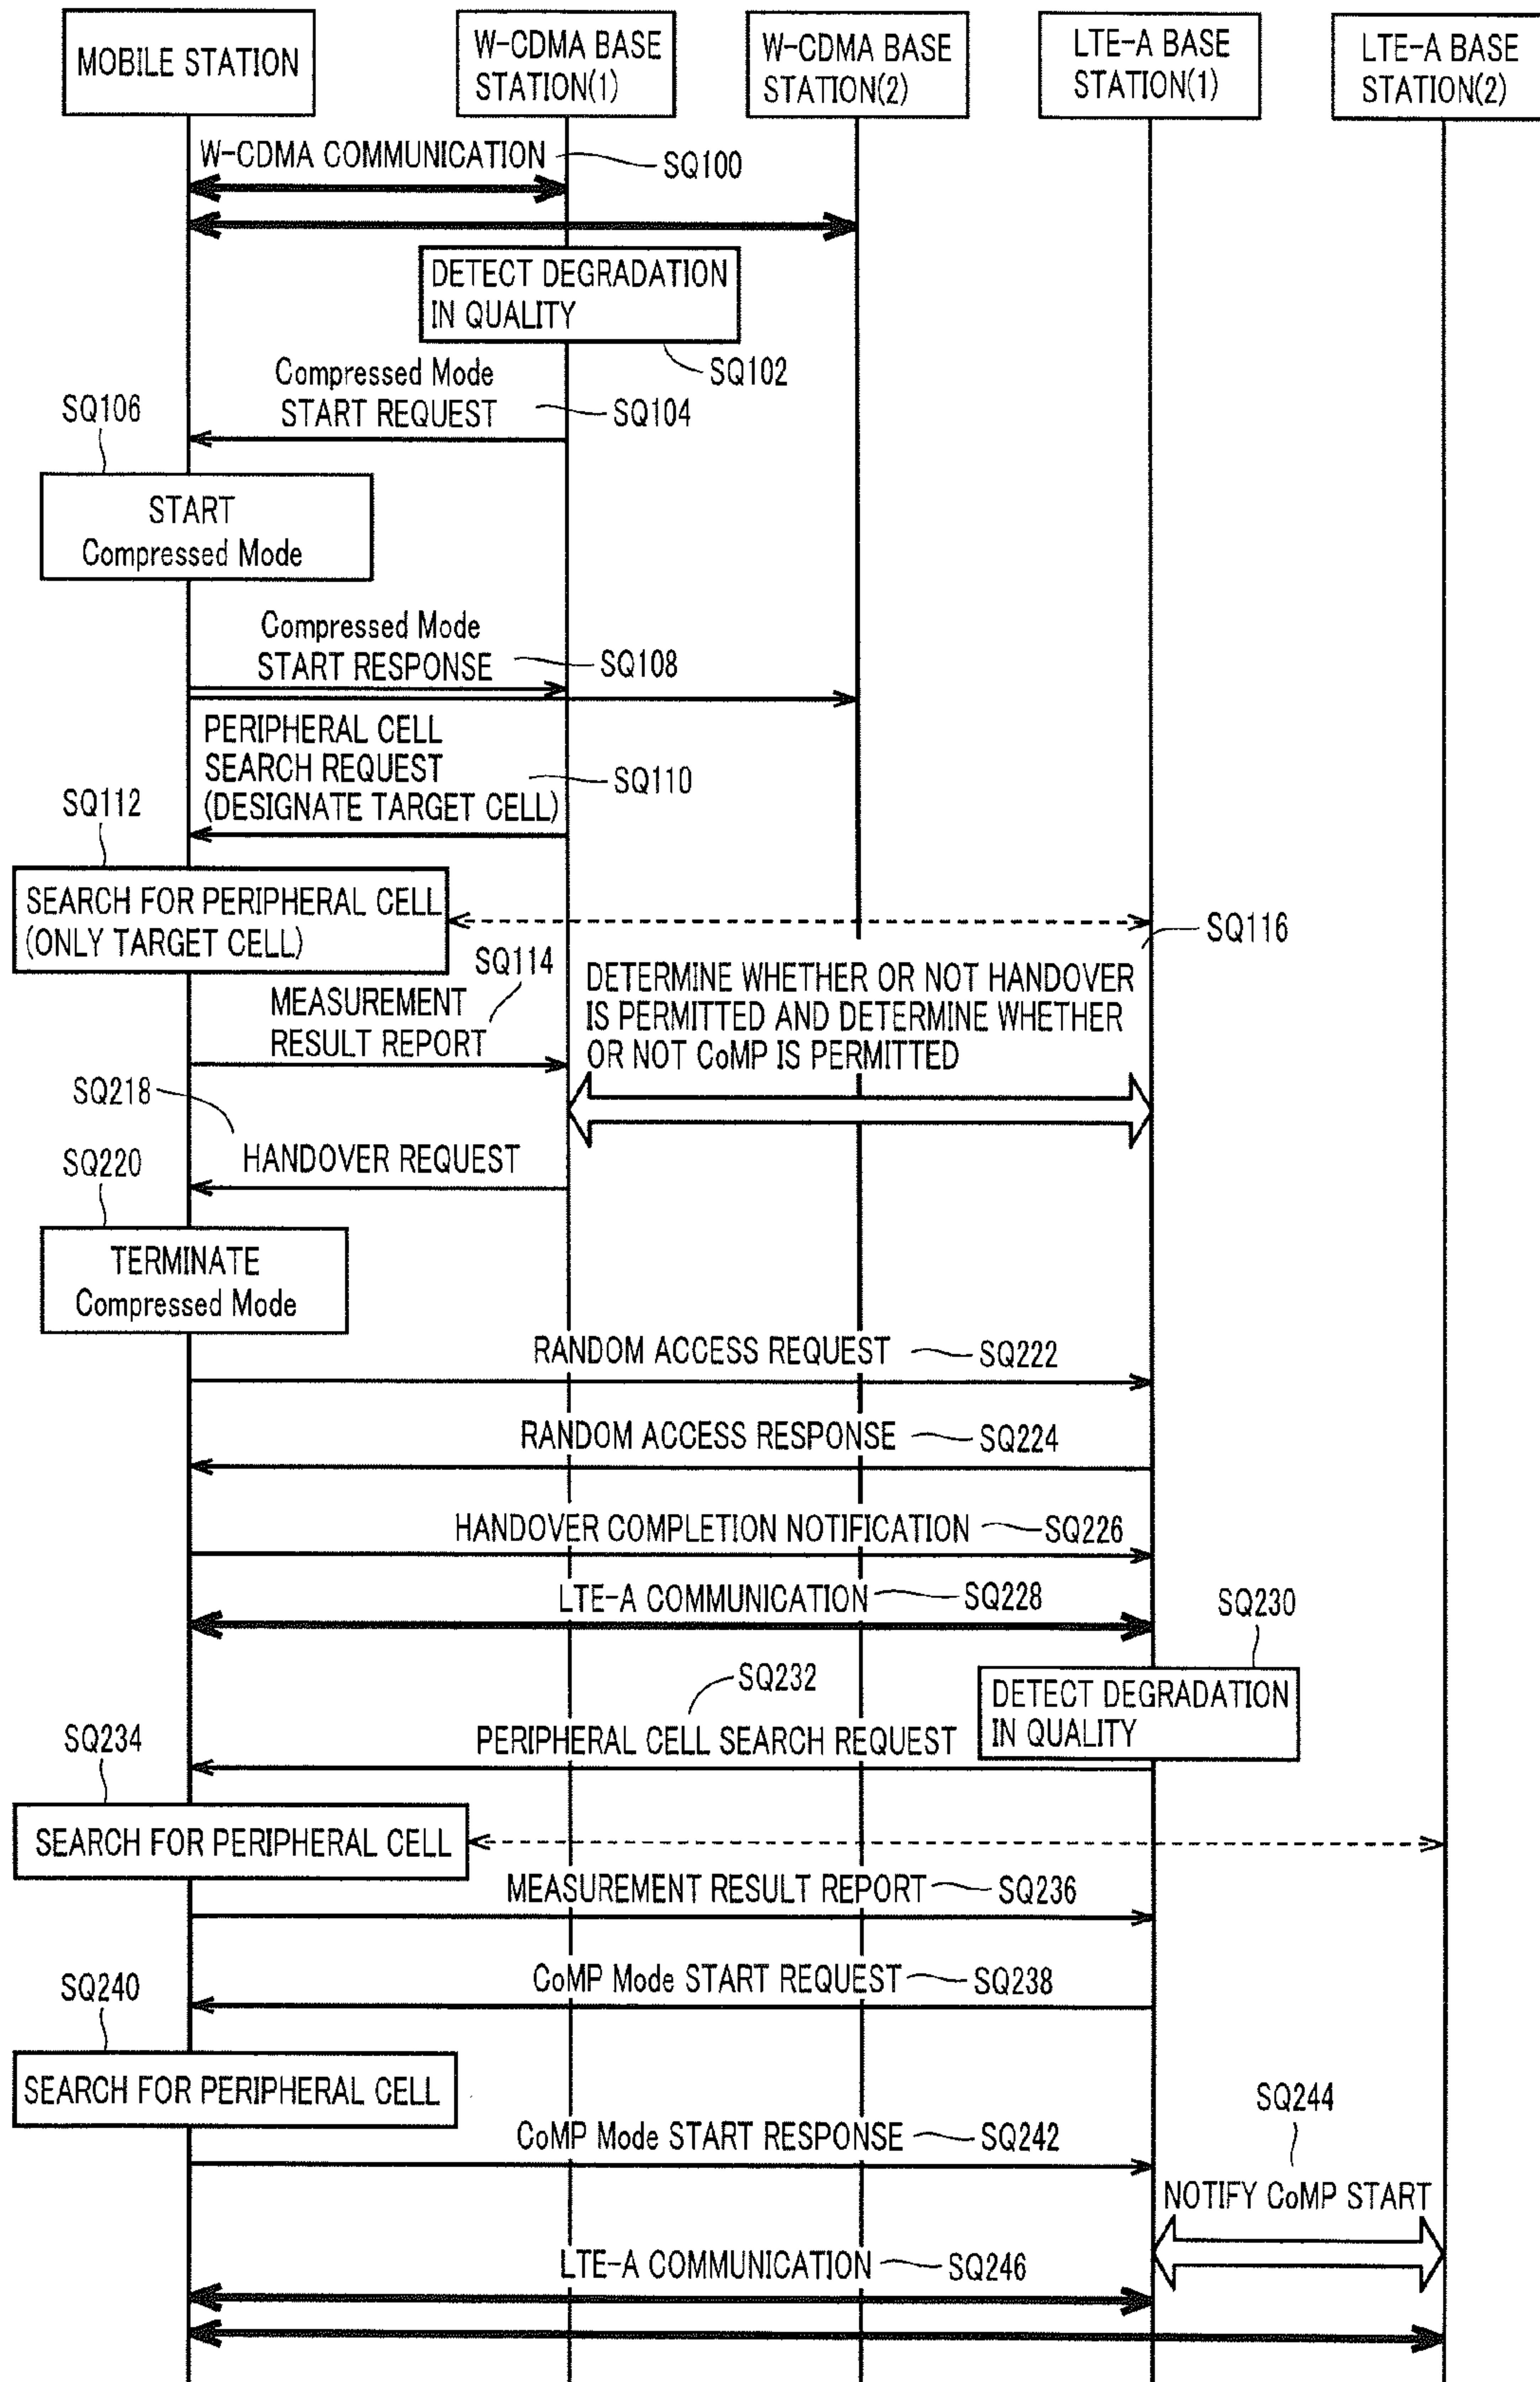 MOBILE STATION
W-CDMA BASE
STATION(1)
W-CDMA BASE
STATION(2)
LTE-A BASE
STATION(1)
LTE-A BASE
STATION(2)
W-CDMA COMMUNICATION
SQ100
DETECT DEGRADATION
IN QUALITY
SQ102
Compressed Mode
START REQUEST
SQ104
SQ106
START
Compressed Mode
Compressed Mode
START RESPONSE
SQ108
PERIPHERAL CELL
SEARCH REQUEST
(DESIGNATE TARGET CELL)
SQ110
SQ112
SEARCH FOR PERIPHERAL CELL
(ONLY TARGET CELL)
SQ114
MEASUREMENT
RESULT REPORT
SQ116
DETERMINE WHETHER OR NOT HANDOVER
IS PERMITTED AND DETERMINE WHETHER
OR NOT CoMP IS PERMITTED
SQ218
HANDOVER REQUEST
SQ220
TERMINATE
Compressed Mode
RANDOM ACCESS REQUEST
SQ222
RANDOM ACCESS RESPONSE
SQ224
HANDOVER COMPLETION NOTIFICATION
SQ226
LTE-A COMMUNICATION
SQ228
SQ230
DETECT DEGRADATION
IN QUALITY
SQ232
PERIPHERAL CELL SEARCH REQUEST
SQ234
SEARCH FOR PERIPHERAL CELL
MEASUREMENT RESULT REPORT
SQ236
CoMP Mode START REQUEST
SQ238
SQ240
SEARCH FOR PERIPHERAL CELL
CoMP Mode START RESPONSE
SQ242
SQ244
NOTIFY CoMP START
LTE-A COMMUNICATION
SQ246